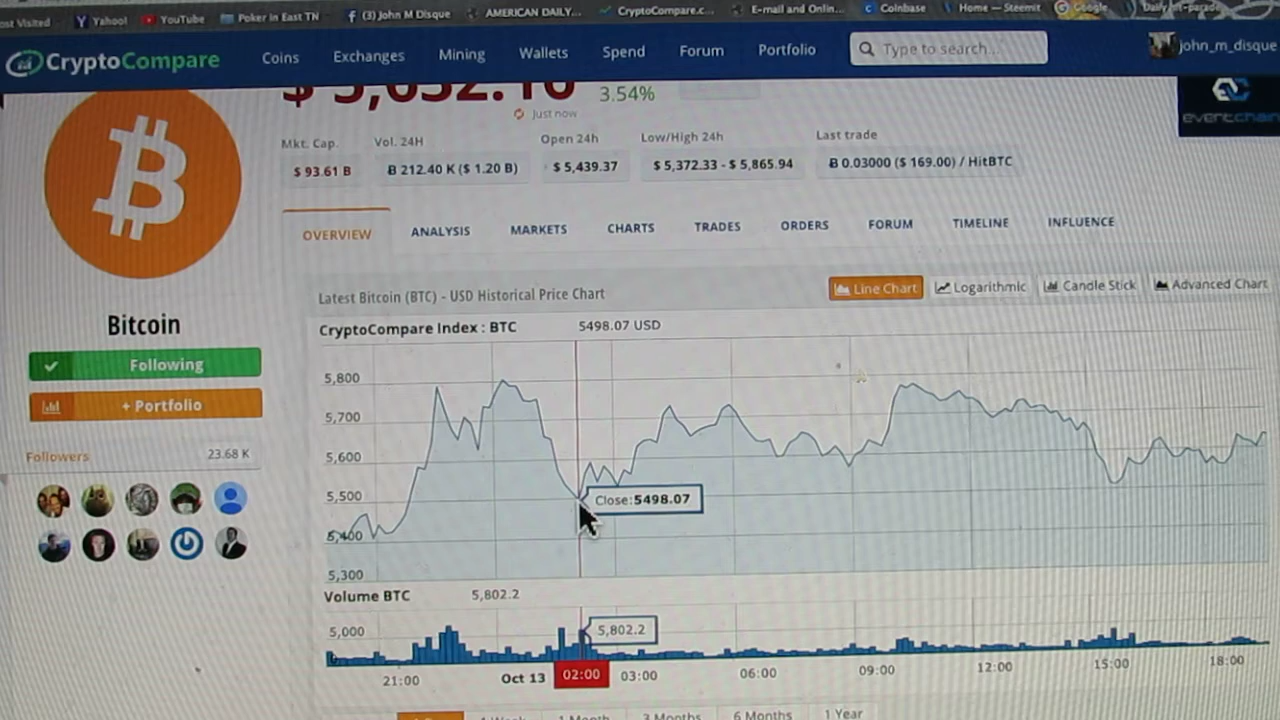 Yahoo! YouTube Poker in East TN (3) John M Disque AMERICAN DAILY... CryptoCompare.c... E-mail and Onlin... Coinbase Home — Steemit Google
CryptoCompare Coins Exchanges Mining Wallets Spend Forum Portfolio Type to search... john_m_disque
3.54%
Just now
eventchain
Mkt. Cap. Vol. 24H Open 24h Low/High 24h Last trade
$ 93.61 B Ƀ 212.40 K ($ 1.20 B) $ 5,439.37 $ 5,372.33 - $ 5,865.94 Ƀ 0.03000 ($ 169.00) / HitBTC
OVERVIEW ANALYSIS MARKETS CHARTS TRADES ORDERS FORUM TIMELINE INFLUENCE
Latest Bitcoin (BTC) - USD Historical Price Chart Line Chart Logarithmic Candle Stick Advanced Chart
Bitcoin
Following
+ Portfolio
Followers 23.68 K
CryptoCompare Index : BTC 5498.07 USD
5,800
5,700
5,600
5,500
Close:5498.07
5,400
5,300
Volume BTC 5,802.2
5,000
5,802.2
21:00 Oct 13 02:00 03:00 06:00 09:00 12:00 15:00 18:00
1 Month 3 Months 6 Months 1 Year